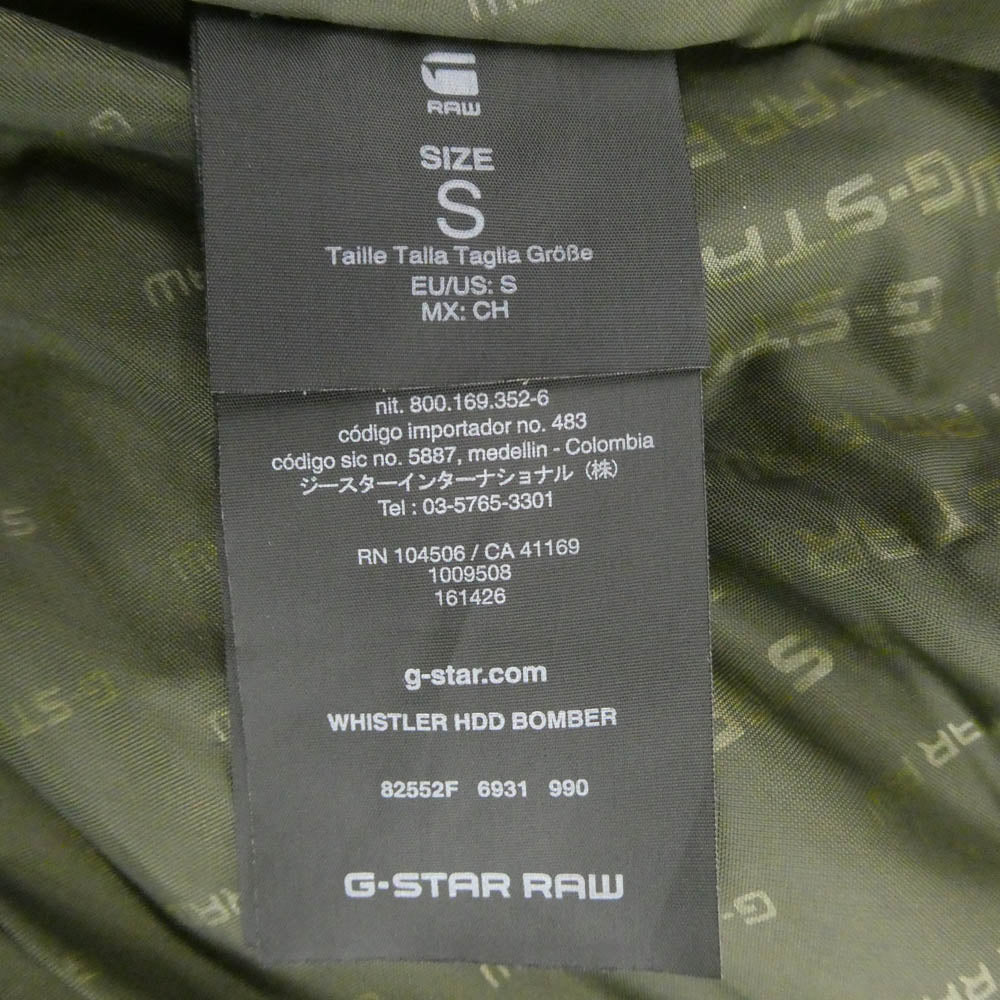 RAW
SIZE
S
Taille Talla Taglia Größe
EU/US: S
MX: CH
nit. 800.169.352-6
código importador no. 483
código sic no. 5887, medellin - Colombia
ジースターインターナショナル（株）
Tel : 03-5765-3301
RN 104506 / CA 41169
1009508
161426
g-star.com
WHISTLER HDD BOMBER
82552F 6931 990
G-STAR RAW